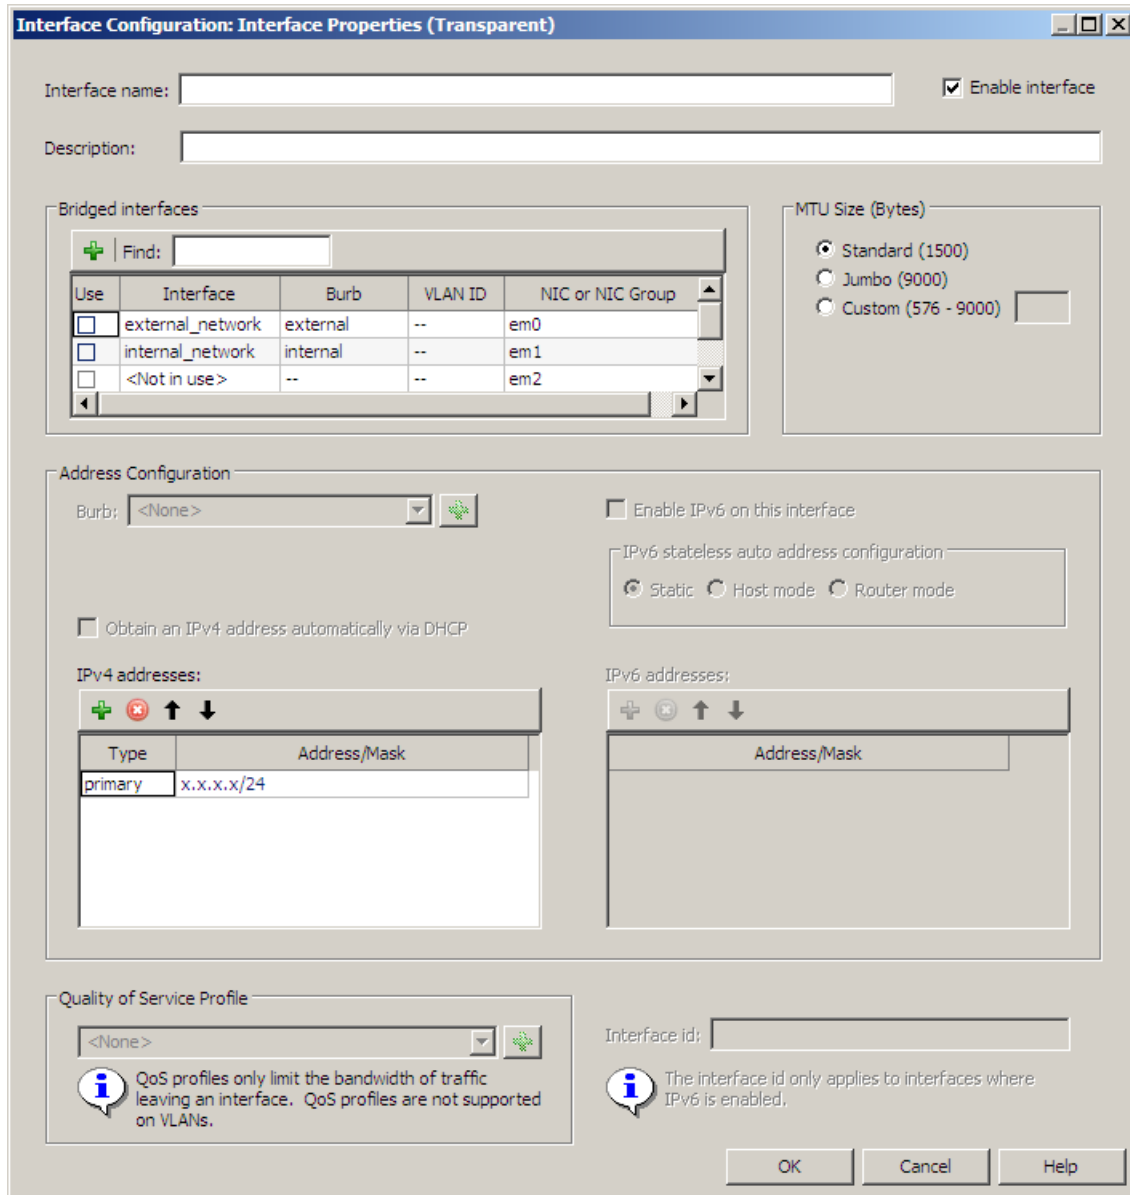 Interface Configuration: Interface Properties (Transparent)
Interface name:
Enable interface
Description:
Bridged interfaces
MTU Size (Bytes)
Find:
Standard (1500)
Jumbo (9000)
Custom (576 - 9000)
Use Interface Burb VLAN ID NIC or NIC Group
external_network external -- em0
internal_network internal -- em1
<Not in use> -- -- em2
Address Configuration
Burb: <None>
Enable IPv6 on this interface
IPv6 stateless auto address configuration
Static Host mode Router mode
Obtain an IPv4 address automatically via DHCP
IPv4 addresses:
IPv6 addresses:
Type Address/Mask
Address/Mask
primary x.x.x.x/24
Quality of Service Profile
<None>
QoS profiles only limit the bandwidth of traffic
leaving an interface. QoS profiles are not supported
on VLANs.
Interface id:
The interface id only applies to interfaces where
IPv6 is enabled.
OK Cancel Help